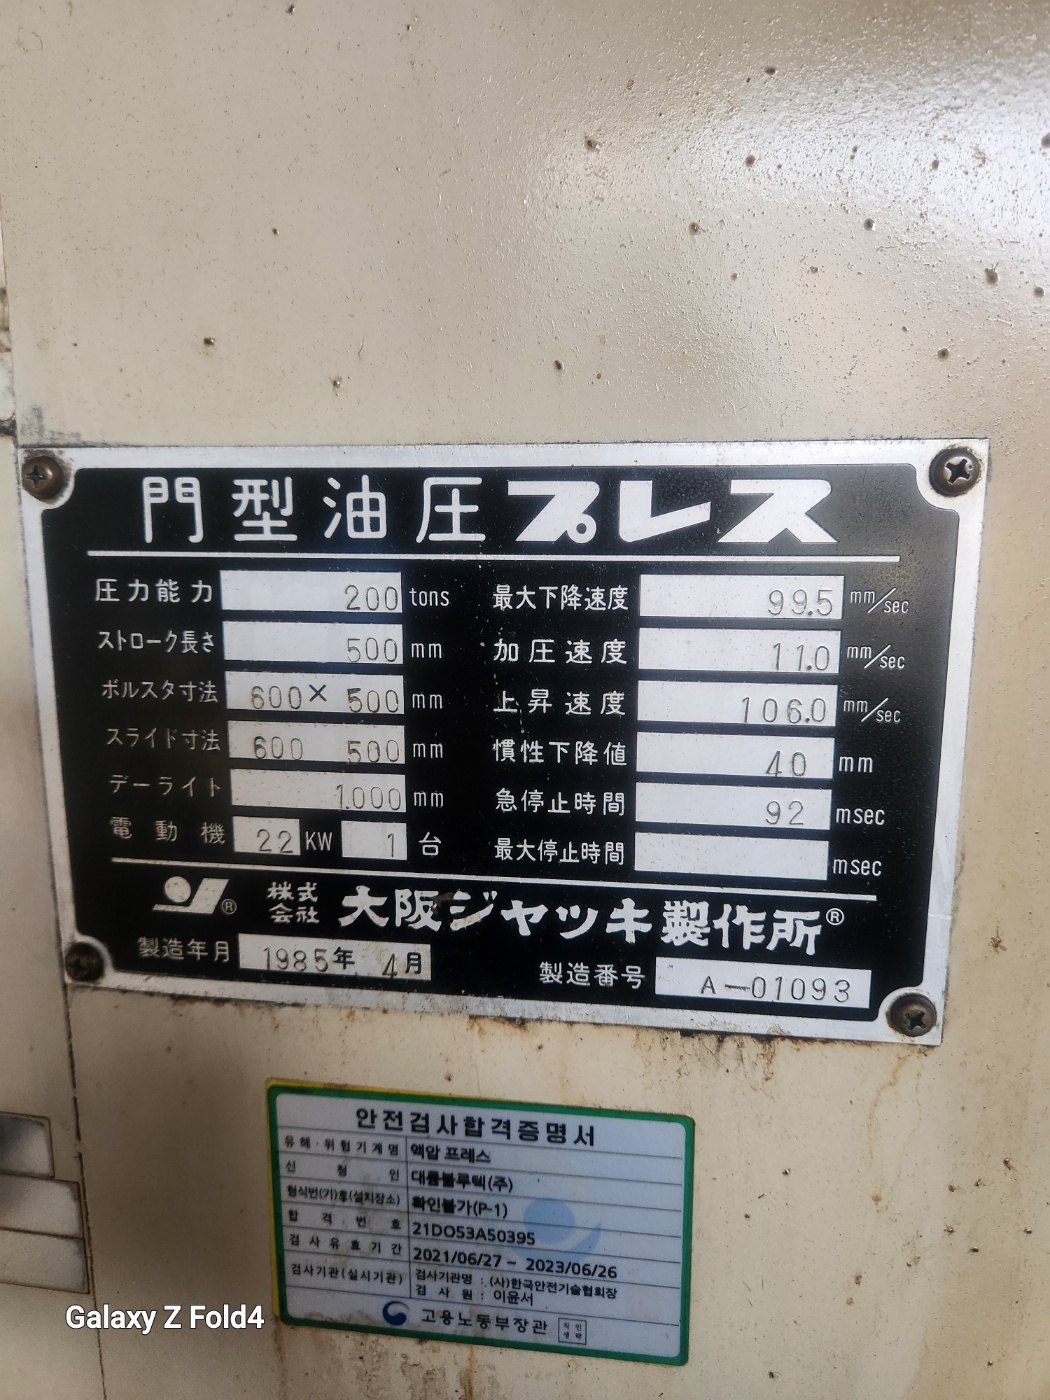 門型油圧プレス
圧力能力 200 tons
ストローク長さ 500 mm
ボルスタ寸法 600 × 500 mm
スライド寸法 600 500 mm
デーライト 1.000 mm
電動機 22 KW 1 台
最大下降速度 99.5 mm/sec
加圧速度 11.0 mm/sec
上昇速度 106.0 mm/sec
慣性下降値 40 mm
急停止時間 92 msec
最大停止時間 msec
株式会社 大阪ジャッキ製作所®
製造年月 1985年 4月
製造番号 A-01093
안전검사합격증명서
유해·위험기계명 액압 프레스
신청인 대륨블루텍(주)
형식번(기)호(설치장소) 확인불가(P-1)
합격번호 21DO53A50395
검사유효기간 2021/06/27 ~ 2023/06/26
검사기관(실시기관) 검사기관명 : (사)한국안전기술협회장
검사원 : 이윤서
고용노동부장관 직인생략
Galaxy Z Fold4